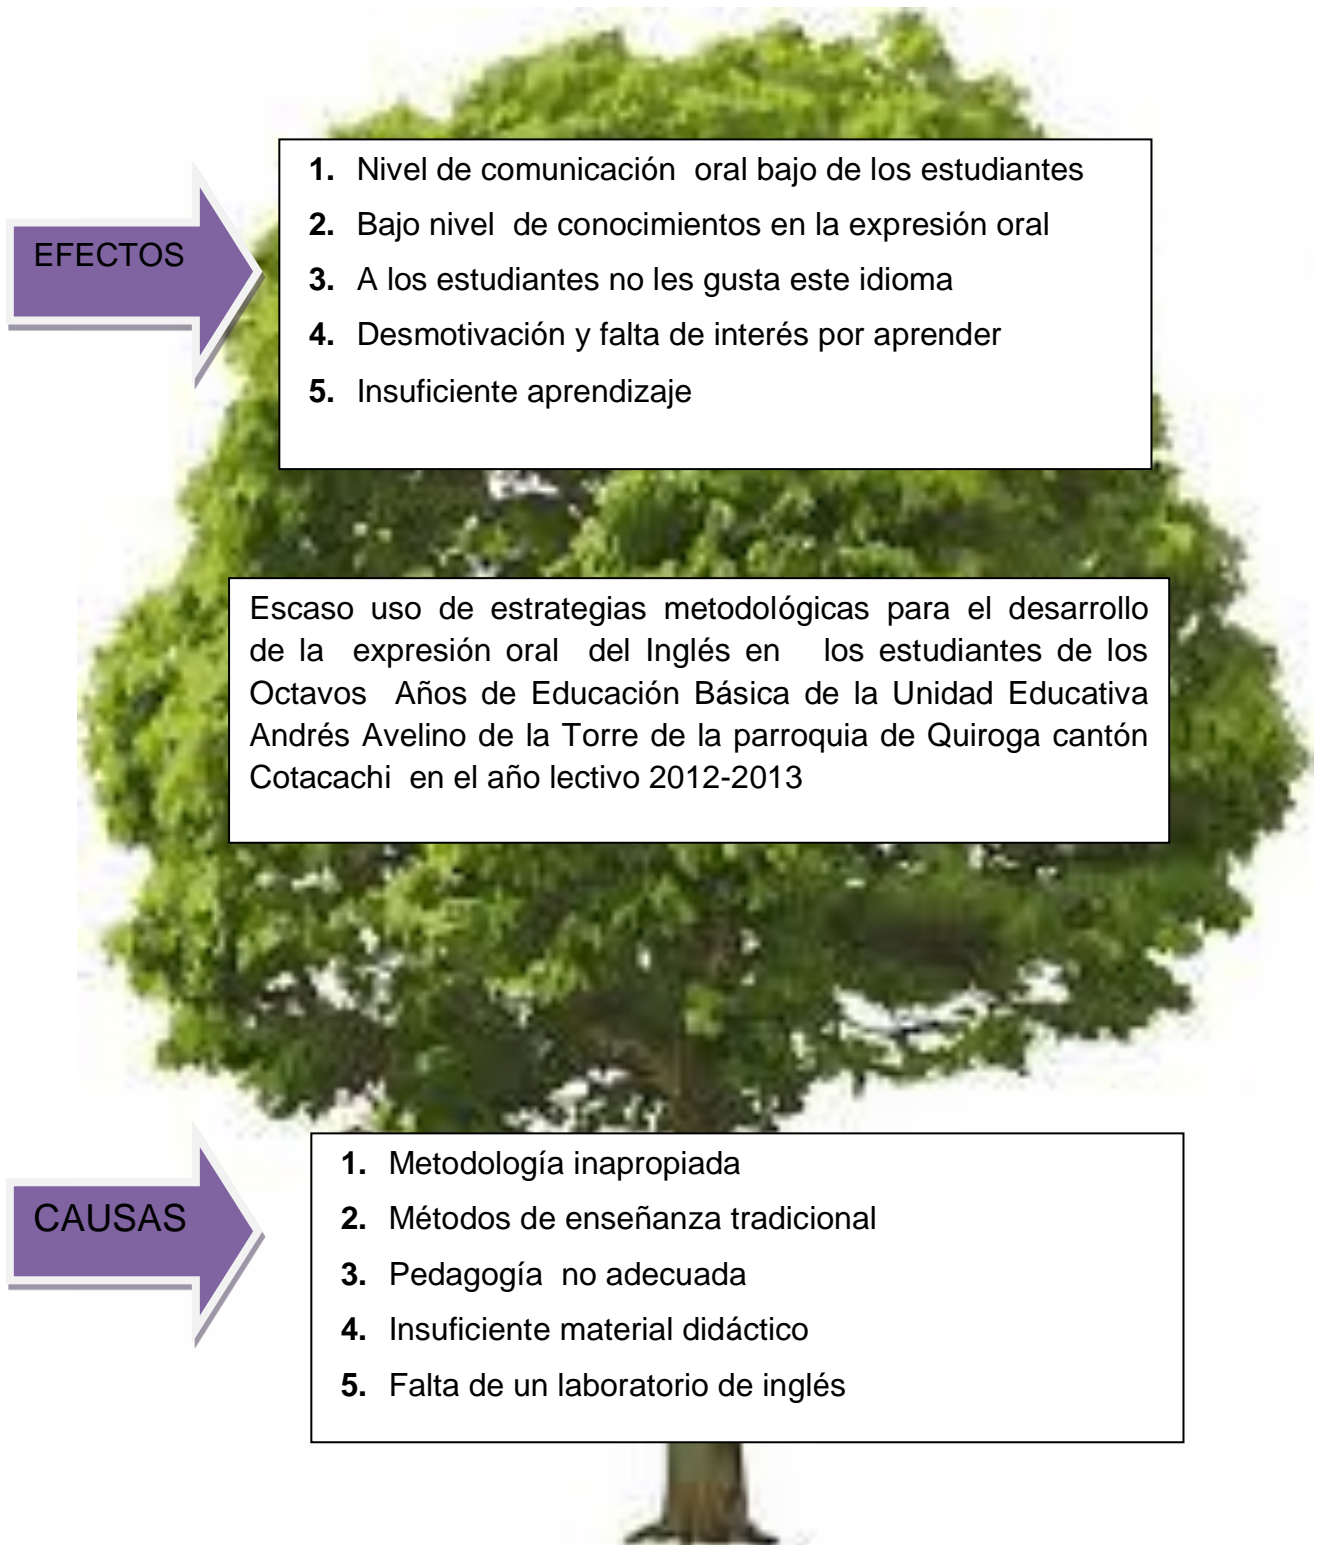 EFECTOS
1. Nivel de comunicación oral bajo de los estudiantes
2. Bajo nivel de conocimientos en la expresión oral
3. A los estudiantes no les gusta este idioma
4. Desmotivación y falta de interés por aprender
5. Insuficiente aprendizaje
Escaso uso de estrategias metodológicas para el desarrollo
de la expresión oral del Inglés en los estudiantes de los
Octavos Años de Educación Básica de la Unidad Educativa
Andrés Avelino de la Torre de la parroquia de Quiroga cantón
Cotacachi en el año lectivo 2012-2013
CAUSAS
1. Metodología inapropiada
2. Métodos de enseñanza tradicional
3. Pedagogía no adecuada
4. Insuficiente material didáctico
5. Falta de un laboratorio de inglés